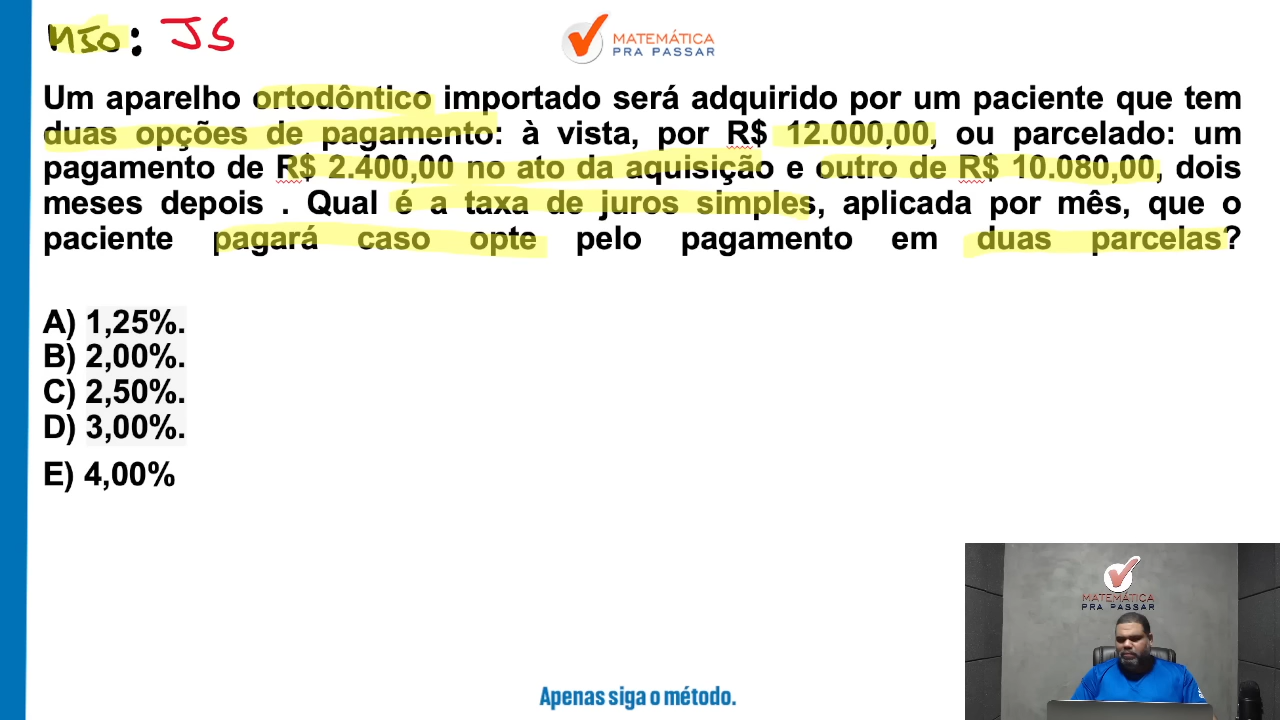 MÉTODO: JS
MATEMÁTICA
PRA PASSAR
Um aparelho ortodôntico importado será adquirido por um paciente que tem
duas opções de pagamento: à vista, por R$ 12.000,00, ou parcelado: um
pagamento de R$ 2.400,00 no ato da aquisição e outro de R$ 10.080,00, dois
meses depois . Qual é a taxa de juros simples, aplicada por mês, que o
paciente pagará caso opte pelo pagamento em duas parcelas?
A) 1,25%.
B) 2,00%.
C) 2,50%.
D) 3,00%.
E) 4,00%
MATEMÁTICA
PRA PASSAR
Apenas siga o método.